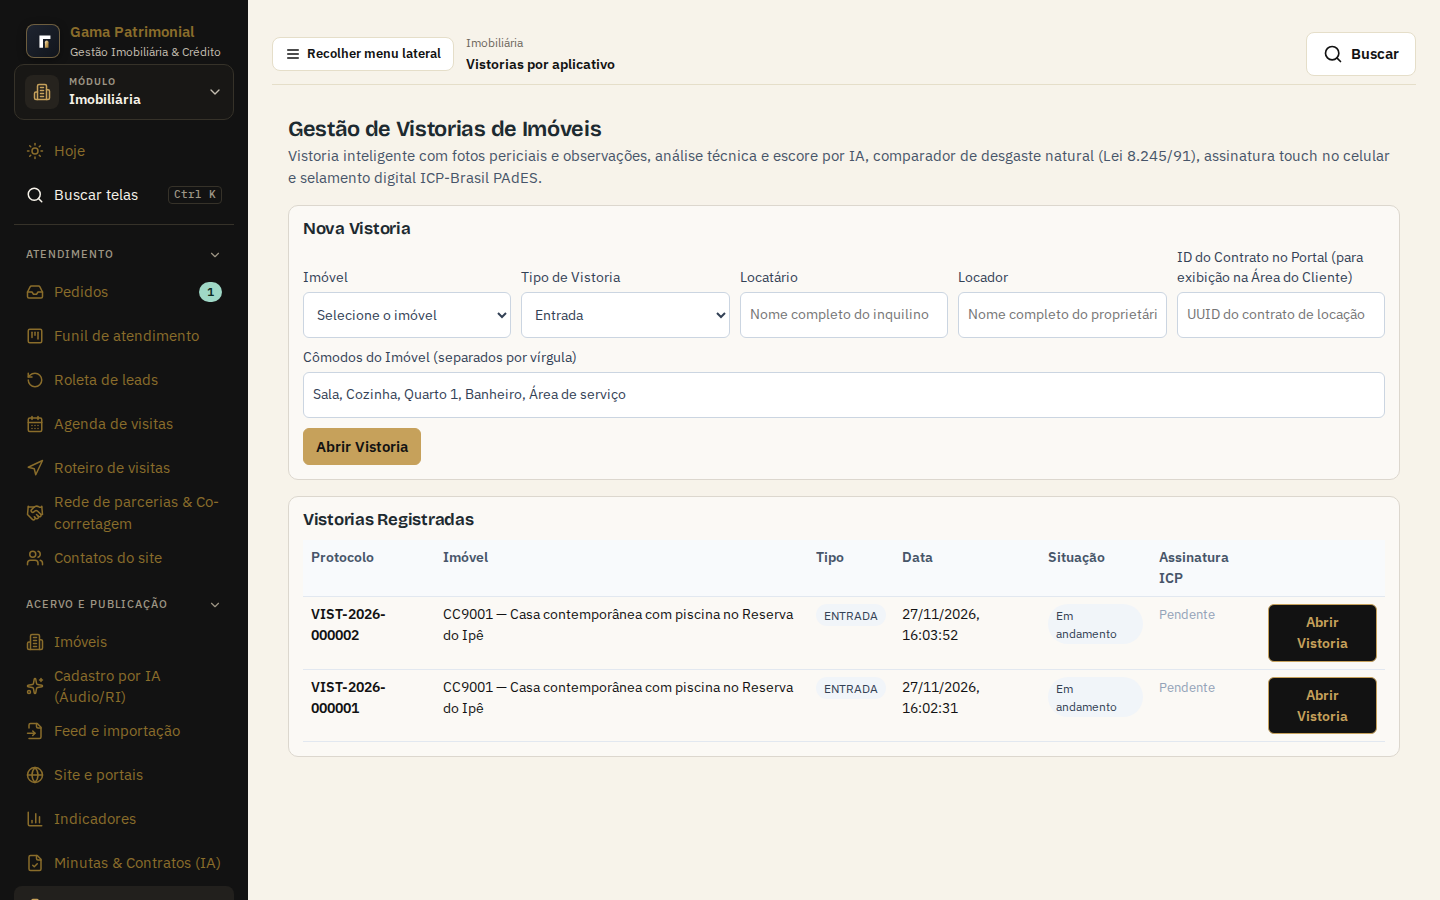 Gama Patrimonial
Gestão Imobiliária & Crédito
MÓDULO
Imobiliária
Hoje
Buscar telas
Ctrl K
ATENDIMENTO
Pedidos
1
Funil de atendimento
Roleta de leads
Agenda de visitas
Roteiro de visitas
Rede de parcerias & Co-
corretagem
Contatos do site
ACERVO E PUBLICAÇÃO
Imóveis
Cadastro por IA
(Áudio/RI)
Feed e importação
Site e portais
Indicadores
Minutas & Contratos (IA)
Recolher menu lateral
Imobiliária
Vistorias por aplicativo
Buscar
Gestão de Vistorias de Imóveis
Vistoria inteligente com fotos periciais e observações, análise técnica e escore por IA, comparador de desgaste natural (Lei 8.245/91), assinatura touch no celular
e selamento digital ICP-Brasil PAdES.
Nova Vistoria
Imóvel
Selecione o imóvel
Tipo de Vistoria
Entrada
Locatário
Nome completo do inquilino
Locador
Nome completo do proprietári
ID do Contrato no Portal (para
exibição na Área do Cliente)
UUID do contrato de locação
Cômodos do Imóvel (separados por vírgula)
Sala, Cozinha, Quarto 1, Banheiro, Área de serviço
Abrir Vistoria
Vistorias Registradas
Protocolo
Imóvel
Tipo
Data
Situação
Assinatura
ICP
VIST-2026-
000002
CC9001 — Casa contemporânea com piscina no Reserva
do Ipê
ENTRADA
27/11/2026,
16:03:52
Em
andamento
Pendente
Abrir
Vistoria
VIST-2026-
000001
CC9001 — Casa contemporânea com piscina no Reserva
do Ipê
ENTRADA
27/11/2026,
16:02:31
Em
andamento
Pendente
Abrir
Vistoria